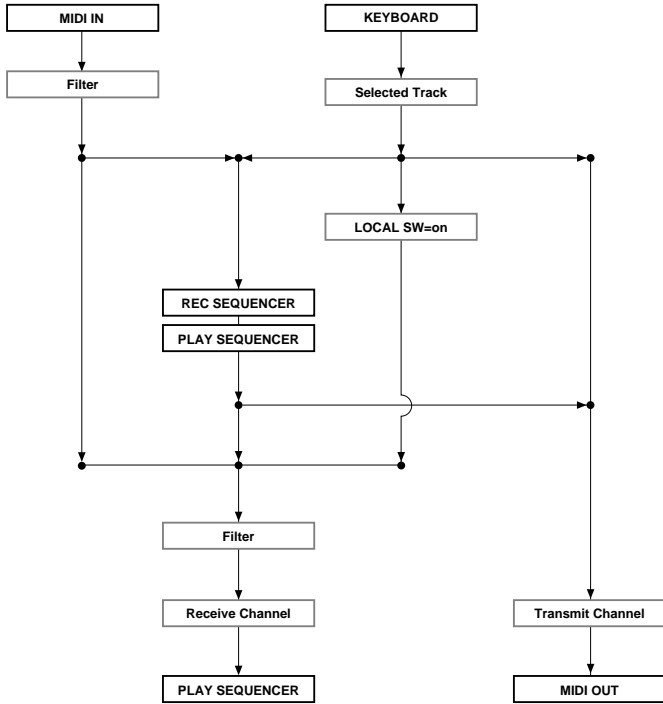 MIDI IN
KEYBOARD
Filter
Selected Track
LOCAL SW=on
REC SEQUENCER
PLAY SEQUENCER
Filter
Receive Channel
Transmit Channel
PLAY SEQUENCER
MIDI OUT